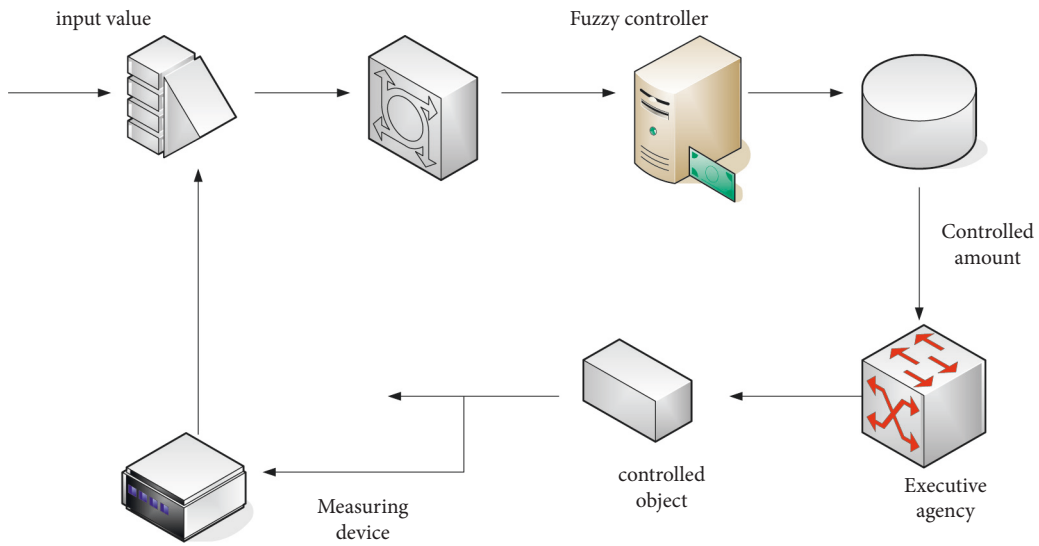 input value
Fuzzy controller
Controlled
amount
controlled
object
Executive
agency
Measuring
device